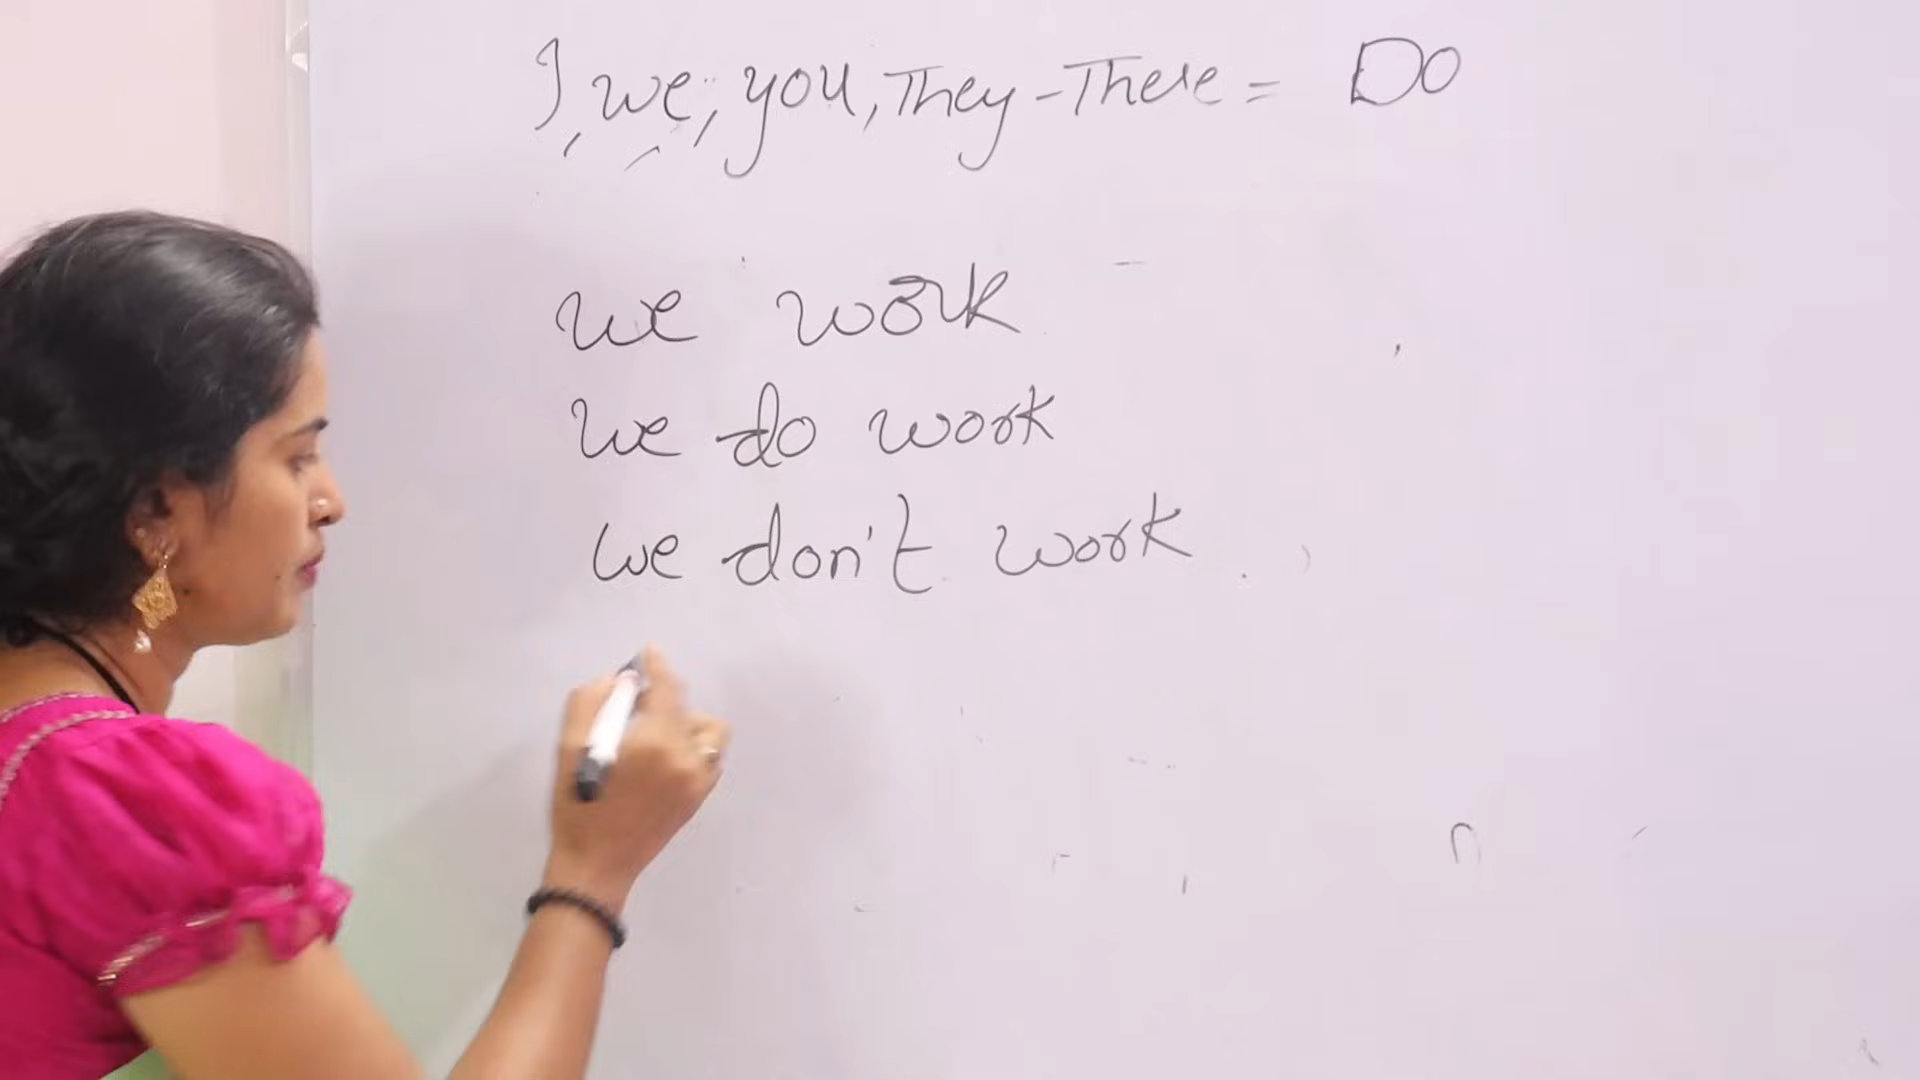 I, we, you, They - There = Do
we work
we do work
we don't work